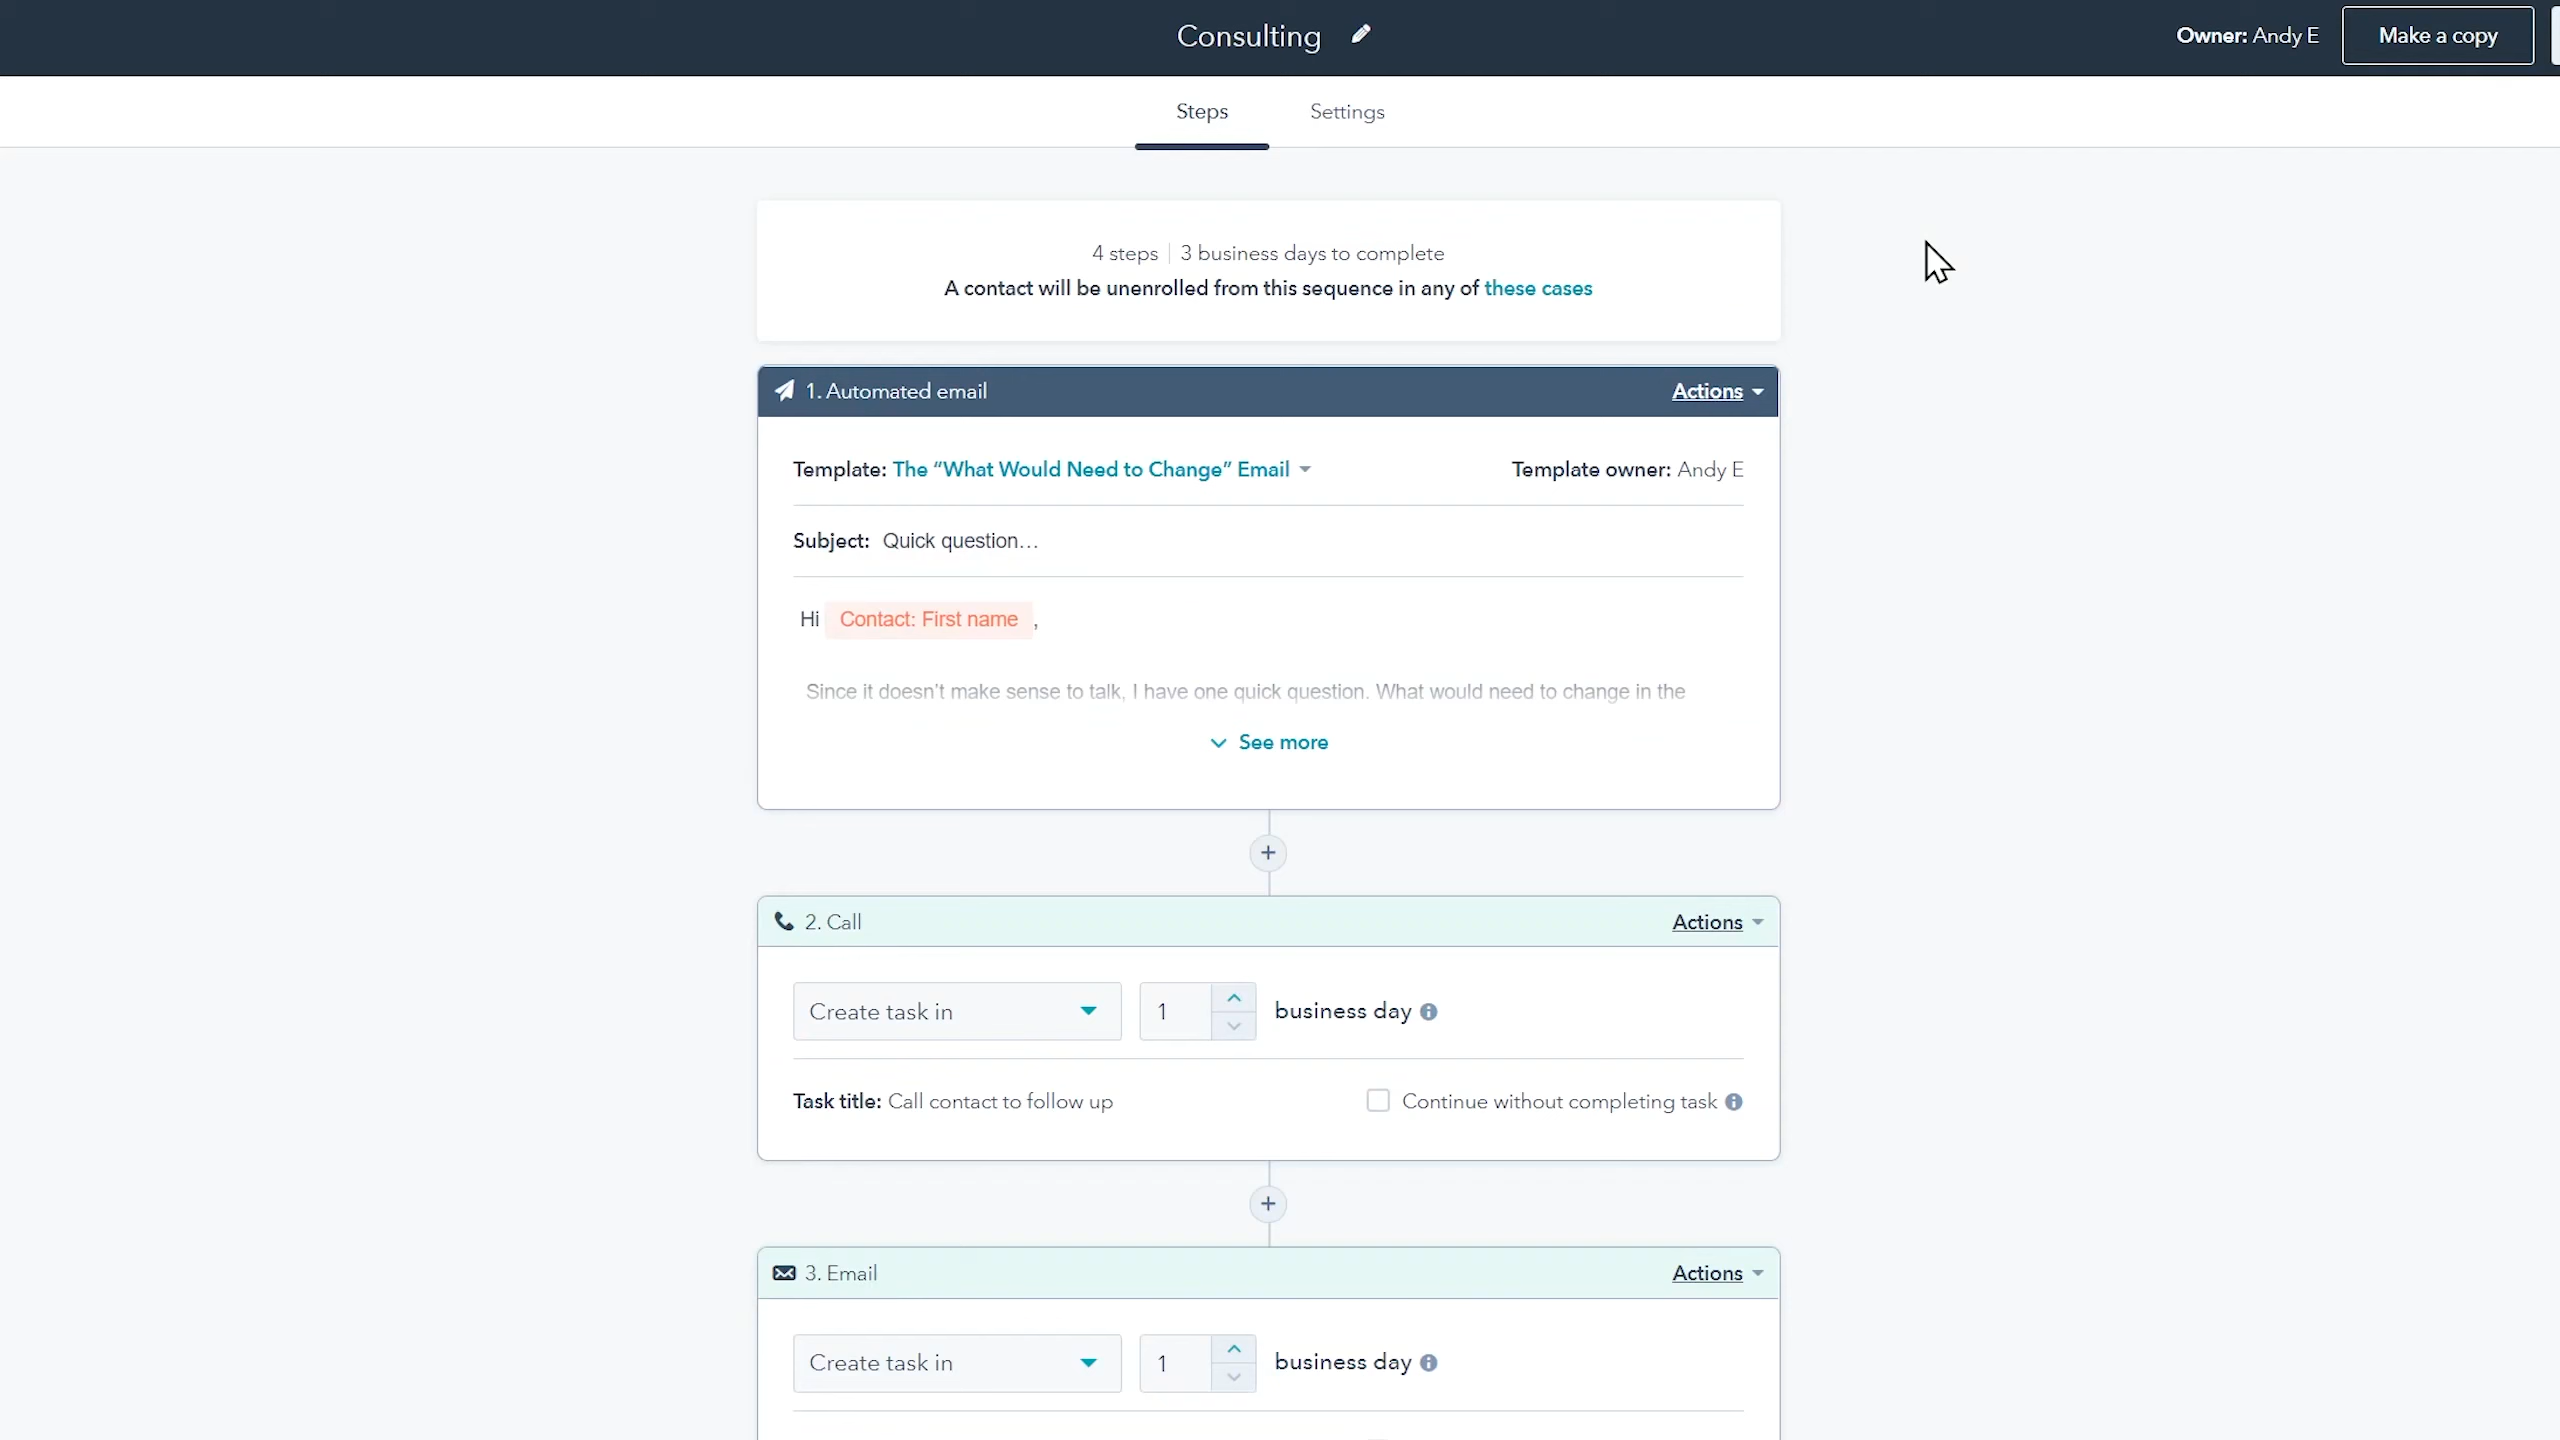 Consulting
Owner: Andy E
Make a copy
Steps
Settings
4 steps
3 business days to complete
A contact will be unenrolled from this sequence in any of these cases
1. Automated email
Actions
Template: The “What Would Need to Change” Email
Template owner: Andy E
Subject: Quick question…
Hi Contact: First name ,
Since it doesn't make sense to talk, I have one quick question. What would need to change in the
See more
2. Call
Actions
Create task in
1
business day
Task title: Call contact to follow up
Continue without completing task
3. Email
Actions
Create task in
1
business day